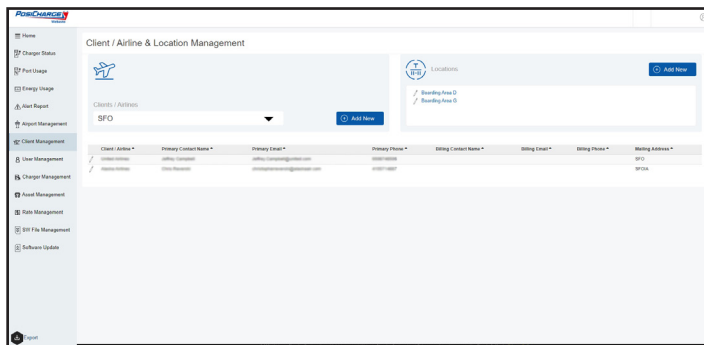 POSICHARGE
Home
Charger Status
Port Usage
Energy Usage
Alert Report
Airport Management
Client Management
User Management
Charger Management
Asset Management
Rate Management
SW File Management
Software Update
Export
Client / Airline & Location Management
Clients / Airlines
SFO
Add New
Locations
Add New
Boarding Area D
Boarding Area G
Client / Airline Primary Contact Name Primary Email Primary Phone Billing Contact Name Billing Email Billing Phone Mailing Address
SFO
SFOIA